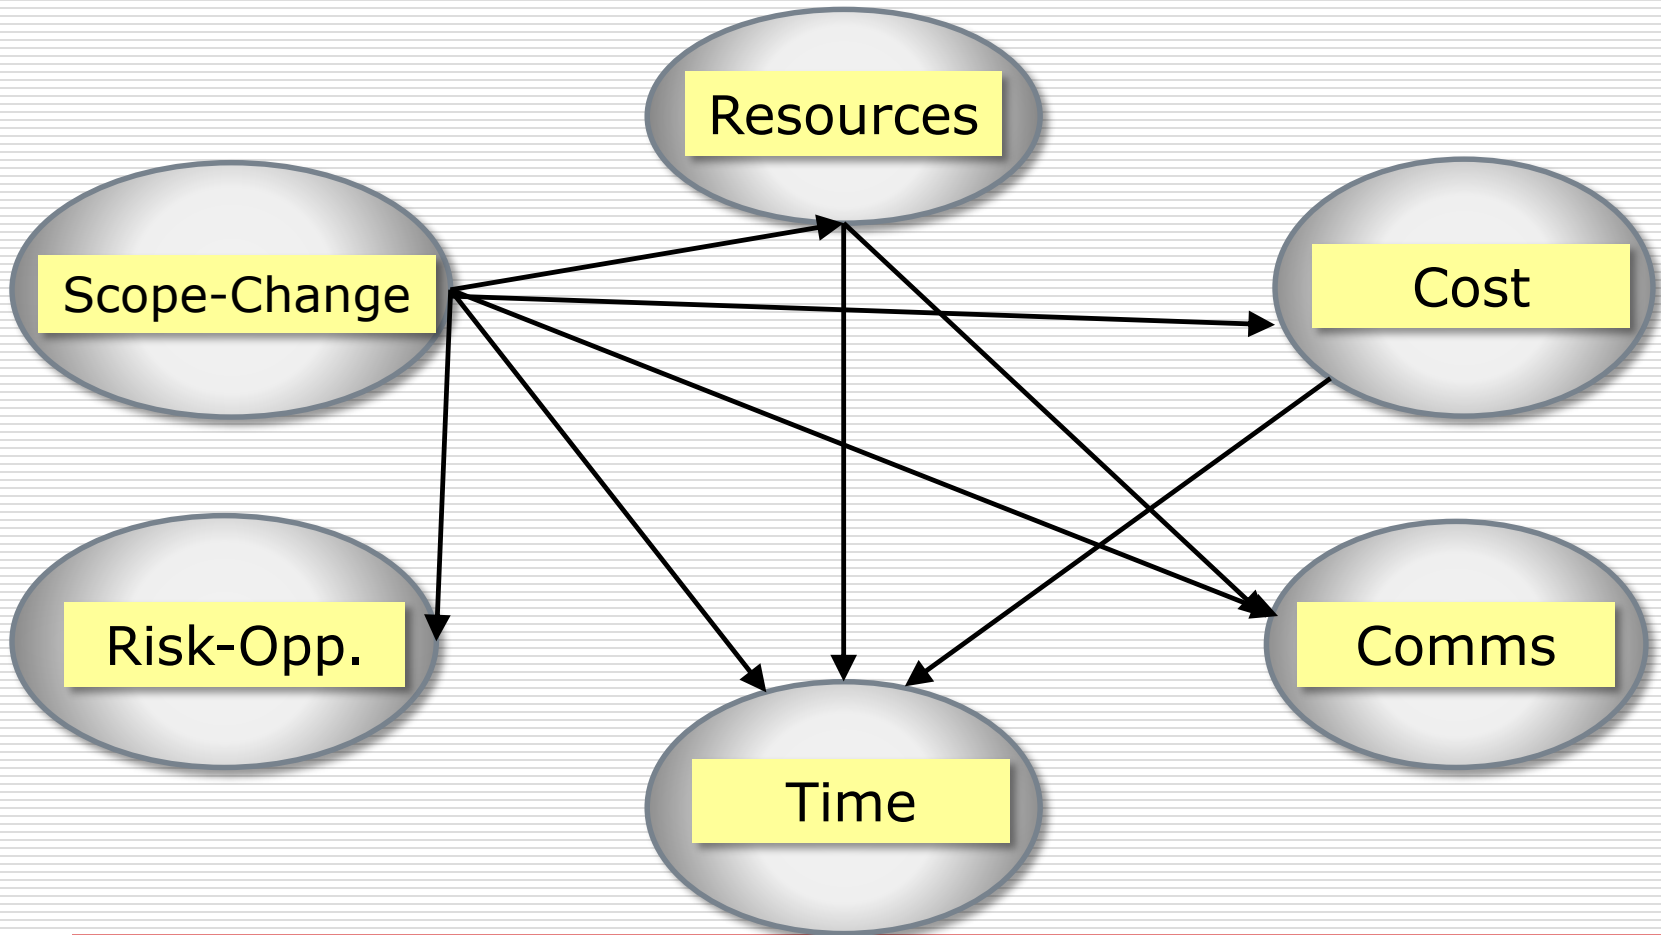 Resources
Scope-Change
Cost
Risk-Opp.
Comms
Time